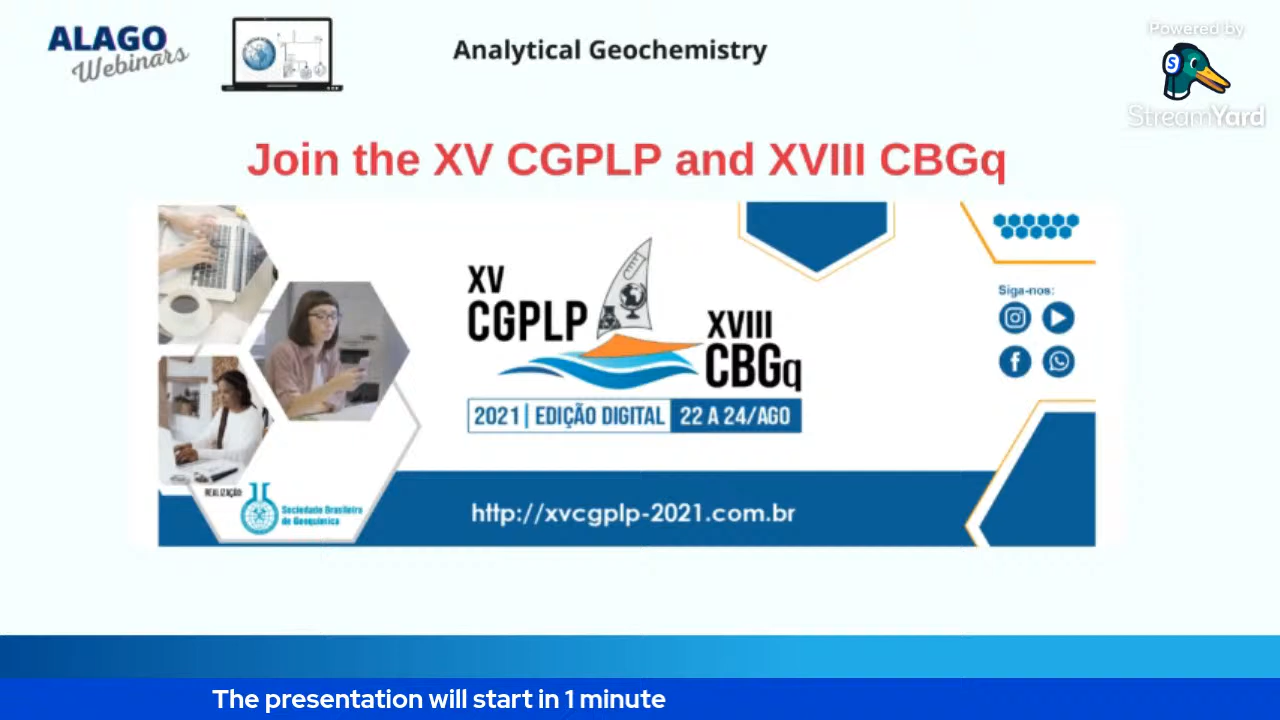 ALAGO
Webinars
Analytical Geochemistry
Powered by
StreamYard
Join the XV CGPLP and XVIII CBGq
XV
CGPLP
XVIII
CBGq
2021 | EDIÇÃO DIGITAL 22 A 24/AGO
Siga-nos:
REALIZAÇÃO
Sociedade Brasileira
de Geoquímica
http://xvcgplp-2021.com.br
The presentation will start in 1 minute